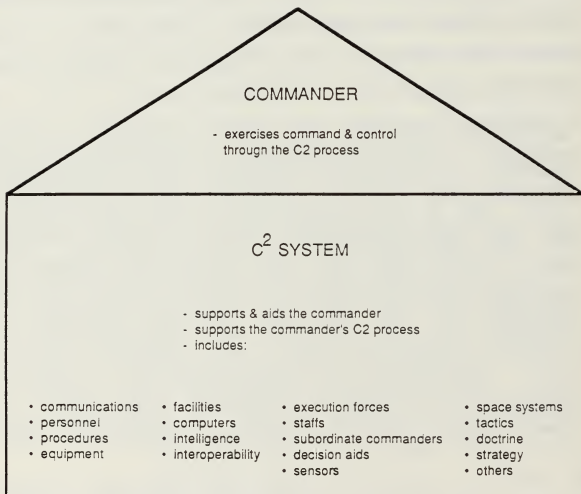 COMMANDER
- exercises command & control
through the C2 process
C² SYSTEM
- supports & aids the commander
- supports the commander's C2 process
- includes:
• communications
• personnel
• procedures
• equipment
• facilities
• computers
• intelligence
• interoperability
• execution forces
• staffs
• subordinate commanders
• decision aids
• sensors
• space systems
• tactics
• doctrine
• strategy
• others